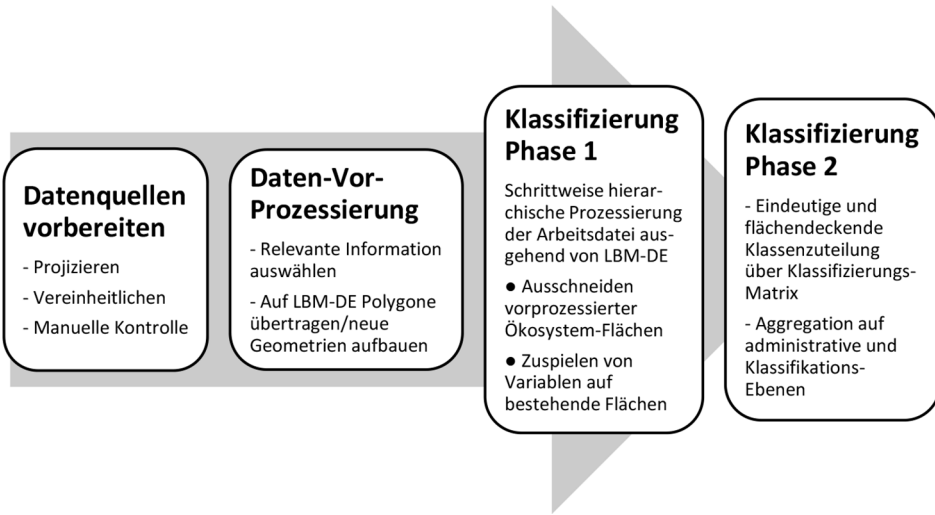 Datenquellen
vorbereiten
- Projizieren
- Vereinheitlichen
- Manuelle Kontrolle
Daten-Vor-
Prozessierung
- Relevante Information
auswählen
- Auf LBM-DE Polygone
übertragen/neue
Geometrien aufbauen
Klassifizierung
Phase 1
Schrittweise hierar-
chische Prozessierung
der Arbeitsdatei aus-
gehend von LBM-DE
● Ausschneiden
vorprozessierter
Ökosystem-Flächen
● Zuspielen von
Variablen auf
bestehende Flächen
Klassifizierung
Phase 2
- Eindeutige und
flächendeckende
Klassenzuteilung
über Klassifizierungs-
Matrix
- Aggregation auf
administrative und
Klassifikations-
Ebenen